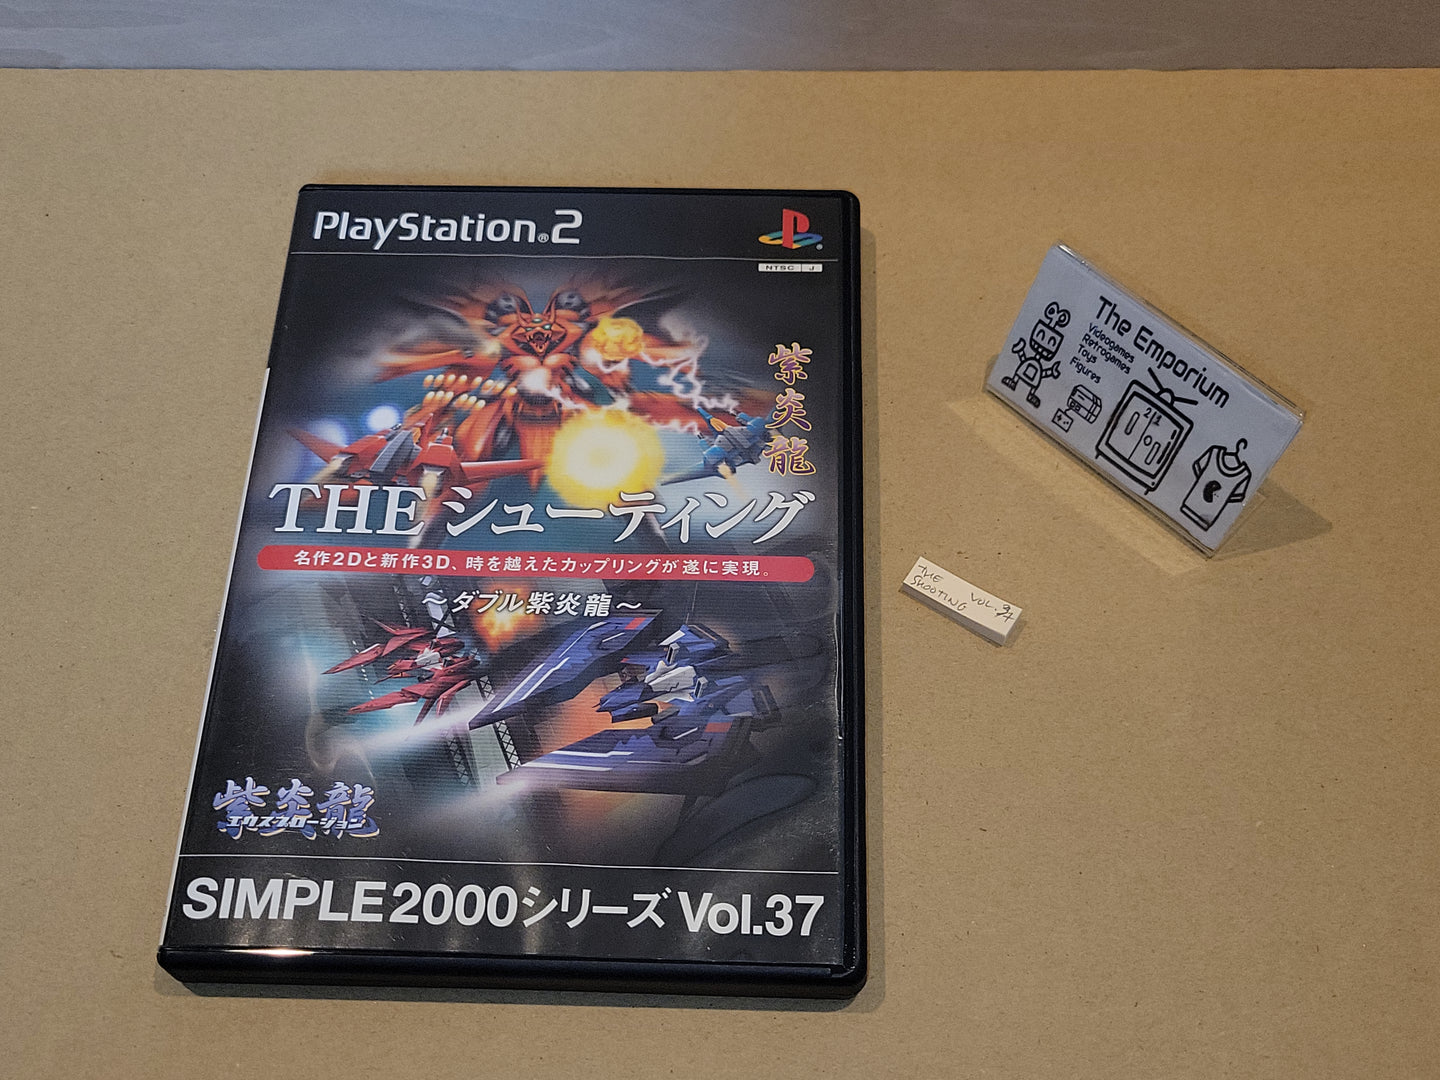 PlayStation®2
NTSC J
紫炎龍
THE シューティング
名作2Dと新作3D、時を越えたカップリングが遂に実現。
～ダブル紫炎龍～
紫炎龍
エクスプロージョン
SIMPLE2000シリーズ Vol.37
The Emporium
Videogames
Retrogames
Toys
Figures
THE
SHOOTING VOL.